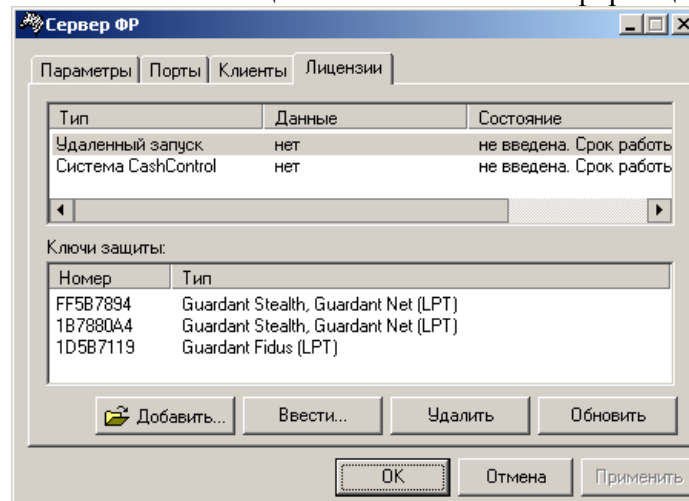 Сервер ФР
Параметры Порты Клиенты Лицензии
Тип Данные Состояние
Удаленный запуск нет не введена. Срок работь
Система CashControl нет не введена. Срок работь
Ключи защиты:
Номер Тип
FF5B7894 Guardant Stealth, Guardant Net (LPT)
1B7880A4 Guardant Stealth, Guardant Net (LPT)
1D5B7119 Guardant Fidus (LPT)
Добавить... Ввести... Удалить Обновить
OK Отмена Применить